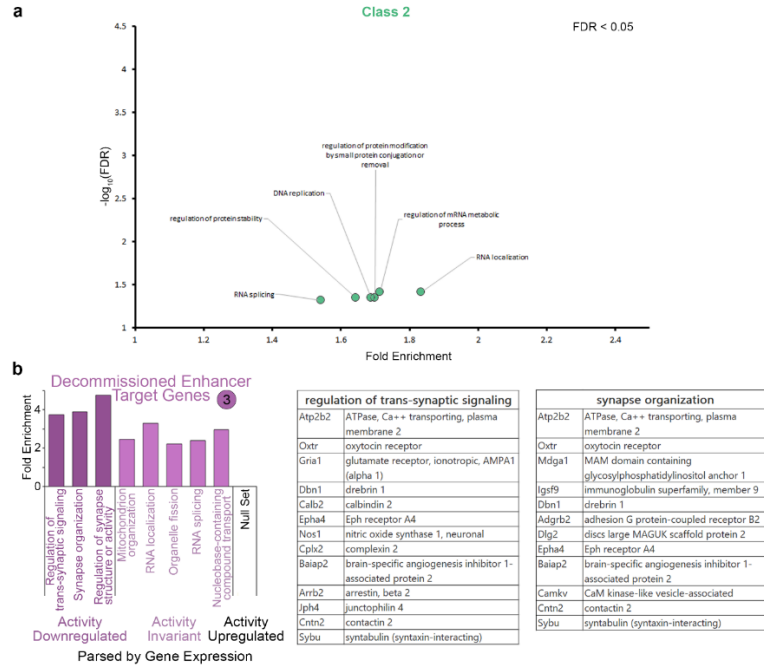 a
Class 2
FDR < 0.05
4.5
4
3.5
3
2.5
2
1.5
1
-log10(FDR)
regulation of protein modification
by small protein conjugation or
removal
DNA replication
regulation of protein stability
regulation of mRNA metabolic
process
RNA localization
RNA splicing
1
1.2
1.4
1.6
1.8
2
2.2
2.4
Fold Enrichment
b
Decommissioned Enhancer
Target Genes
3
Fold Enrichment
4
2
0
Regulation of
trans-synaptic signaling
Synapse organization
Regulation of synapse
structure or activity
Mitochondrion
organization
RNA localization
Organelle fission
RNA splicing
Nucleobase-containing
compound transport
Null Set
Activity
Downregulated
Activity
Invariant
Activity
Upregulated
Parsed by Gene Expression
regulation of trans-synaptic signaling
Atp2b2 ATPase, Ca++ transporting, plasma
membrane 2
Oxtr oxytocin receptor
Gria1 glutamate receptor, ionotropic, AMPA1
(alpha 1)
Dbn1 drebrin 1
Calb2 calbindin 2
Epha4 Eph receptor A4
Nos1 nitric oxide synthase 1, neuronal
Cplx2 complexin 2
Baiap2 brain-specific angiogenesis inhibitor 1-
associated protein 2
Arrb2 arrestin, beta 2
Jph4 junctophilin 4
Cntn2 contactin 2
Sybu syntabulin (syntaxin-interacting)
synapse organization
Atp2b2 ATPase, Ca++ transporting, plasma
membrane 2
Oxtr oxytocin receptor
Mdga1 MAM domain containing
glycosylphosphatidylinositol anchor 1
Igsf9 immunoglobulin superfamily, member 9
Dbn1 drebrin 1
Adgrb2 adhesion G protein-coupled receptor B2
Dlg2 discs large MAGUK scaffold protein 2
Epha4 Eph receptor A4
Baiap2 brain-specific angiogenesis inhibitor 1-
associated protein 2
Camkv CaM kinase-like vesicle-associated
Cntn2 contactin 2
Sybu syntabulin (syntaxin-interacting)